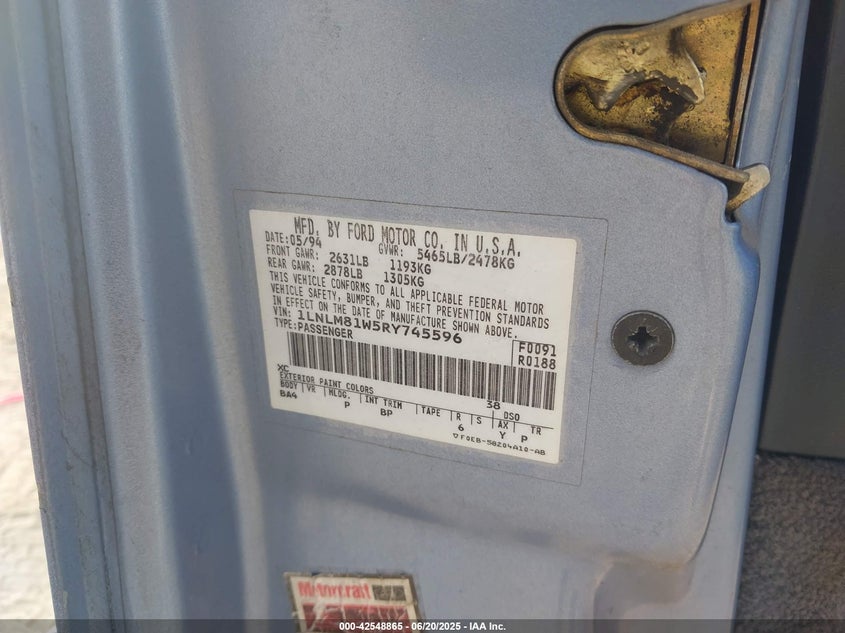 MFD. BY FORD MOTOR CO. IN U.S.A.
DATE: 05/94 GVWR: 5465LB/2478KG
FRONT GAWR: 2631LB 1193KG
REAR GAWR: 2878LB 1305KG
THIS VEHICLE CONFORMS TO ALL APPLICABLE FEDERAL MOTOR
VEHICLE SAFETY, BUMPER, AND THEFT PREVENTION STANDARDS
IN EFFECT ON THE DATE OF MANUFACTURE SHOWN ABOVE.
VIN: 1LNLM81W5RY745596
TYPE: PASSENGER
F0091
R0188
XC 38
EXTERIOR PAINT COLORS DSO
BODY VR MLDG. INT TRIM TAPE R S AX TR
BA4 P BP 6 Y P
F0EB-58204A10-AB
Motorcraft
000-42548865 - 06/20/2025 - IAA Inc.